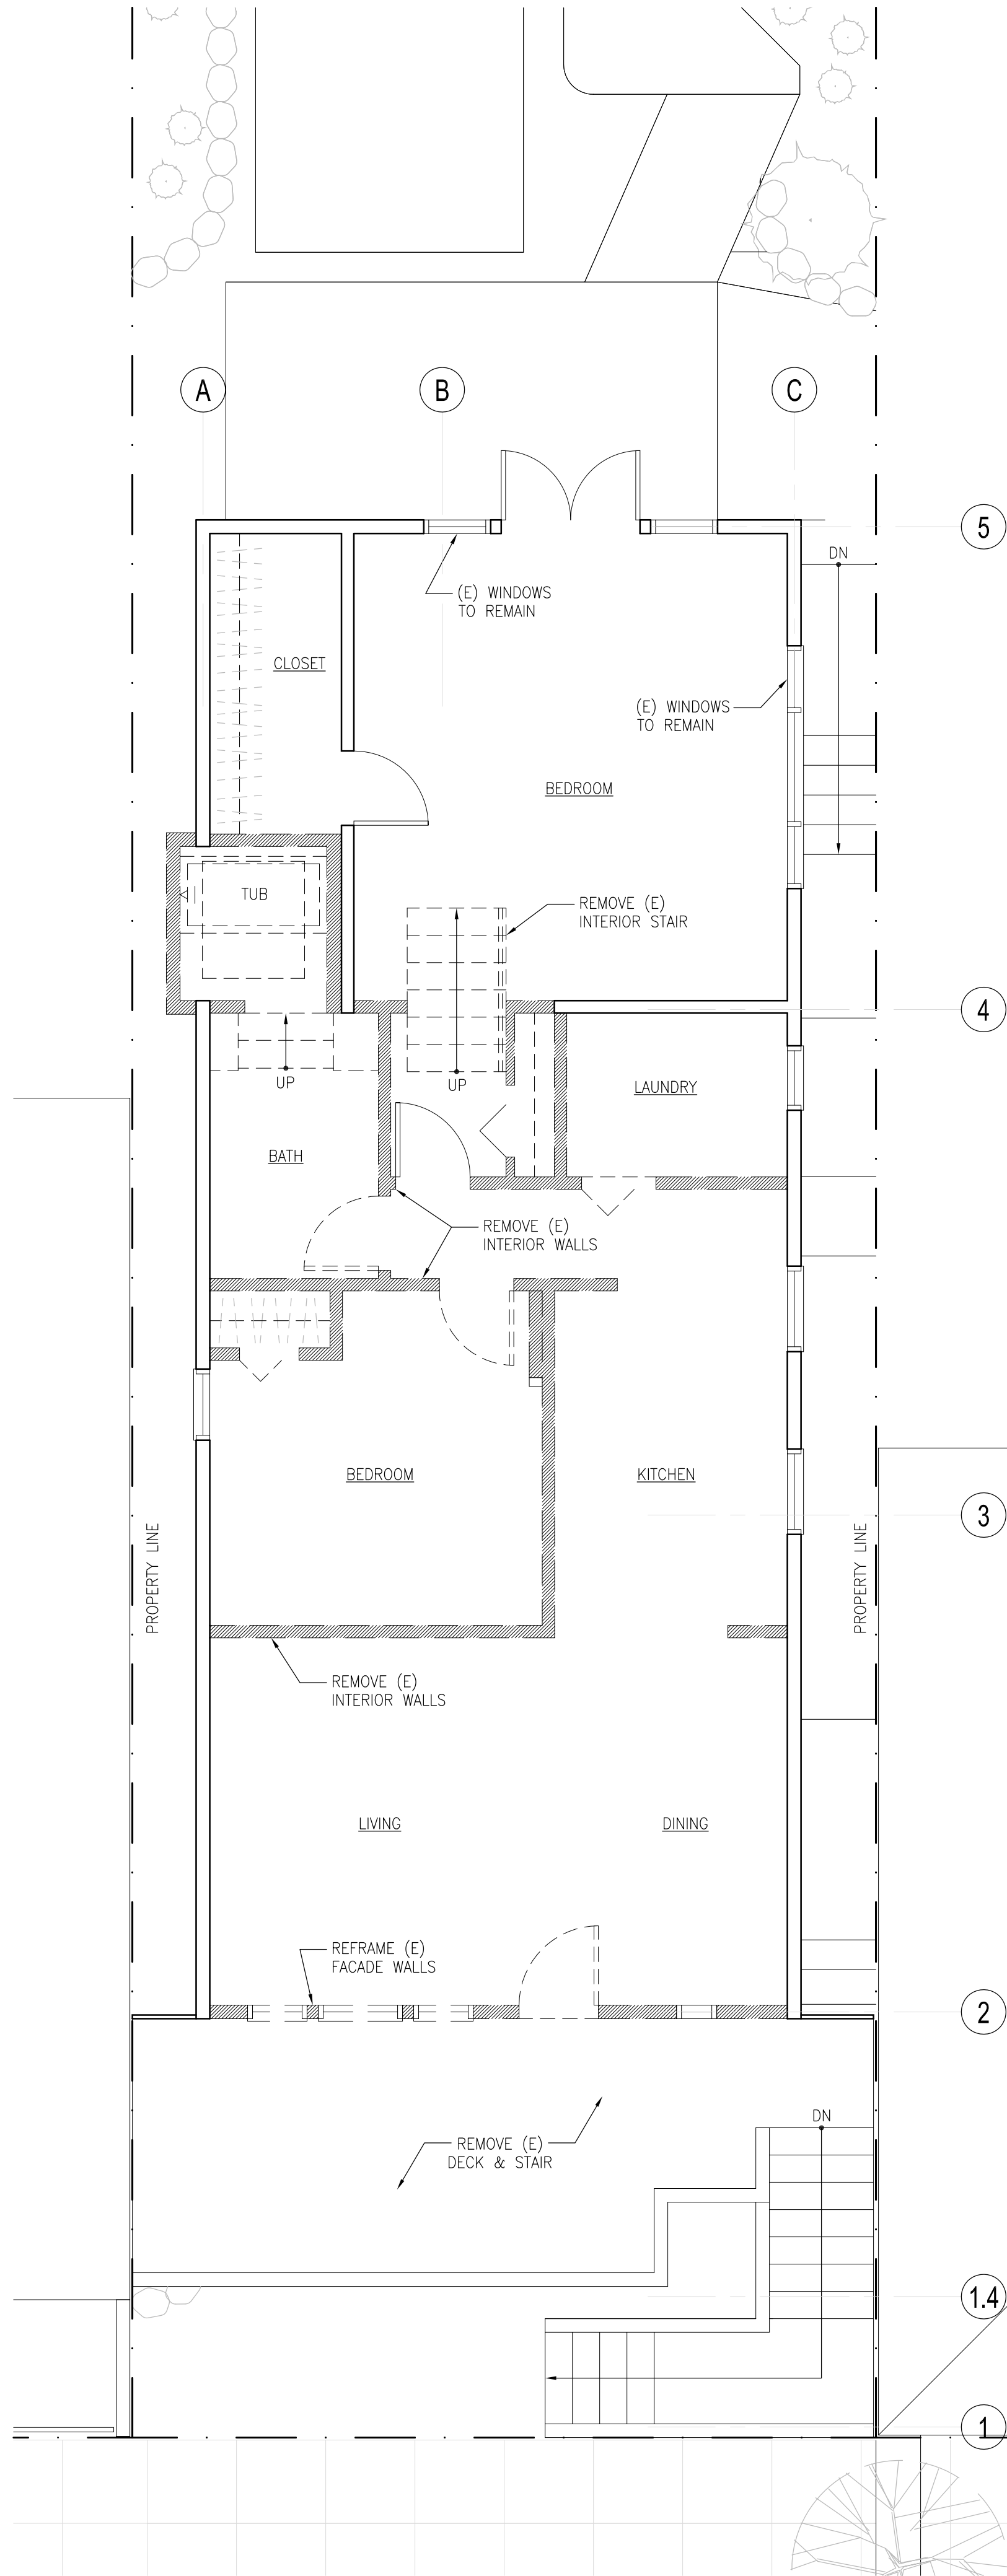 A
B
C
5
DN
(E) WINDOWS
TO REMAIN
CLOSET
(E) WINDOWS
TO REMAIN
BEDROOM
TUB
REMOVE (E)
INTERIOR STAIR
4
UP
UP
LAUNDRY
BATH
REMOVE (E)
INTERIOR WALLS
BEDROOM
KITCHEN
3
PROPERTY LINE
PROPERTY LINE
REMOVE (E)
INTERIOR WALLS
LIVING
DINING
REFRAME (E)
FACADE WALLS
2
DN
REMOVE (E)
DECK & STAIR
1.4
1